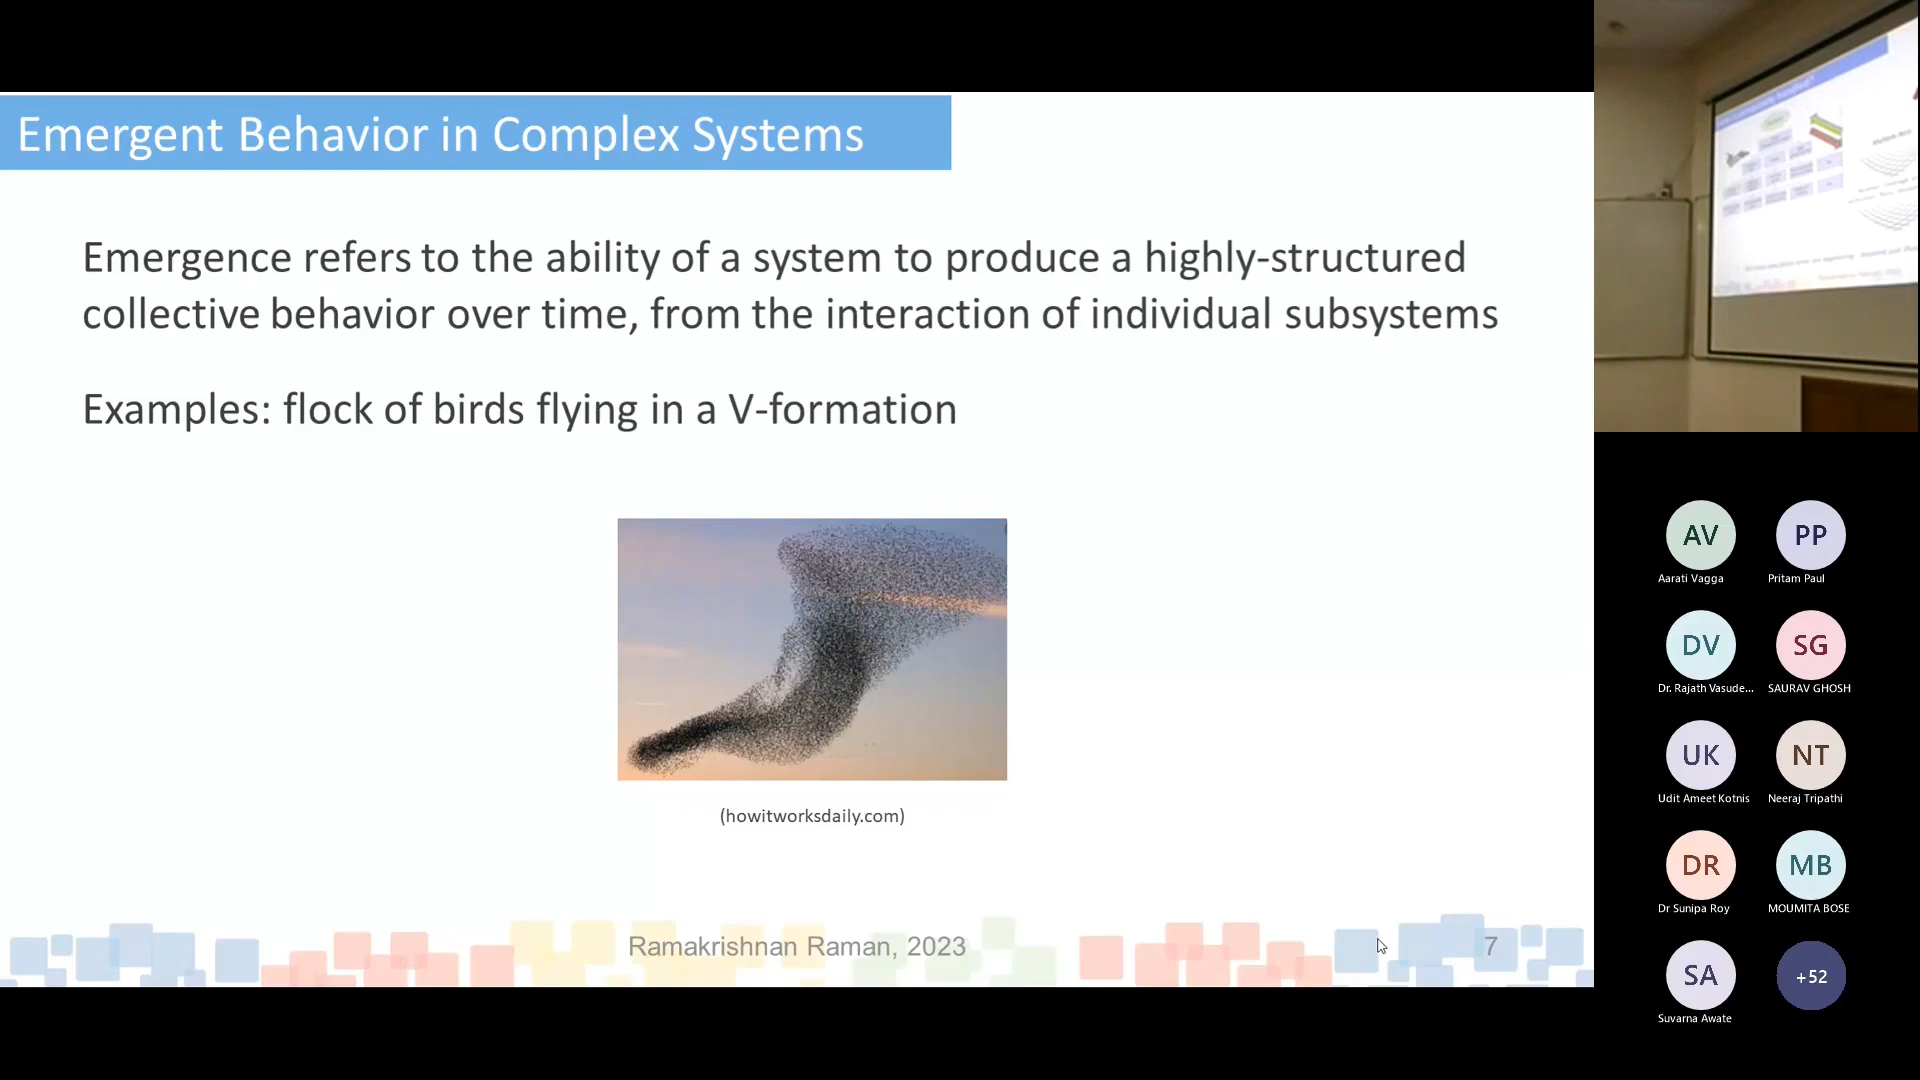 Emergent Behavior in Complex Systems
Emergence refers to the ability of a system to produce a highly-structured
collective behavior over time, from the interaction of individual subsystems
Examples: flock of birds flying in a V-formation
(howitworksdaily.com)
Ramakrishnan Raman, 2023
7
AV
Aarati Vagga
PP
Pritam Paul
DV
Dr. Rajath Vasude...
SG
SAURAV GHOSH
UK
Udit Ameet Kotnis
NT
Neeraj Tripathi
DR
Dr Sunipa Roy
MB
MOUMITA BOSE
SA
Suvarna Awate
+52